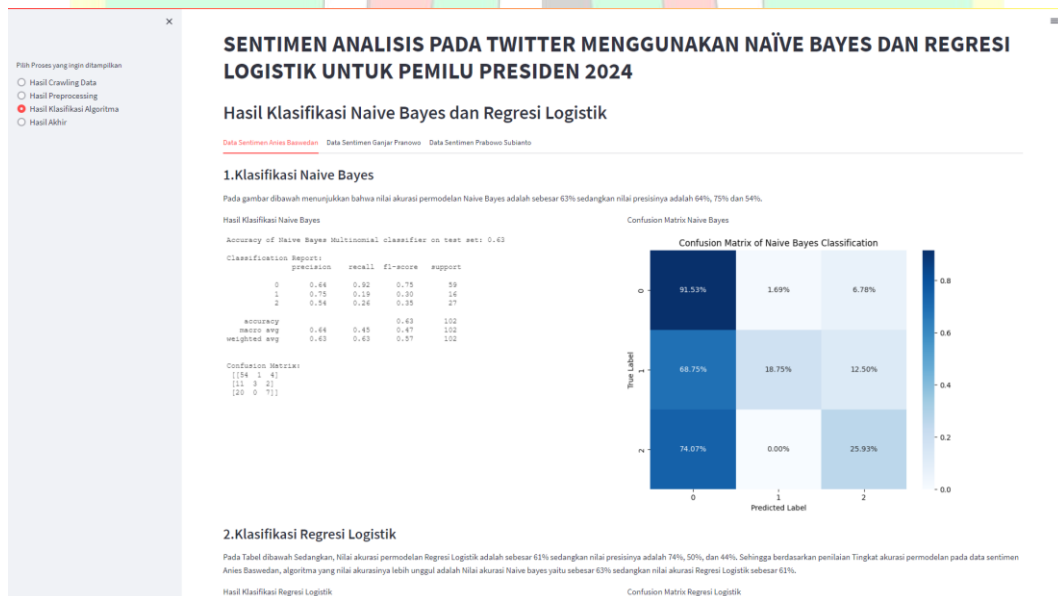 ×
Pilih Proses yang ingin ditampilkan
Hasil Crawling Data
Hasil Preprocessing
Hasil Klasifikasi Algoritma
Hasil Akhir
SENTIMEN ANALISIS PADA TWITTER MENGGUNAKAN NAÏVE BAYES DAN REGRESI
LOGISTIK UNTUK PEMILU PRESIDEN 2024
Hasil Klasifikasi Naive Bayes dan Regresi Logistik
Data Sentimen Anies Baswedan Data Sentimen Ganjar Pranowo Data Sentimen Prabowo Subianto
1.Klasifikasi Naive Bayes
Pada gambar dibawah menunjukkan bahwa nilai akurasi permodelan Naive Bayes adalah sebesar 63% sedangkan nilai presisinya adalah 64%, 75% dan 54%.
Hasil Klasifikasi Naive Bayes
Accuracy of Naive Bayes Multinomial classifier on test set: 0.63
Classification Report:
precision recall f1-score support
0 0.64 0.92 0.75 59
1 0.75 0.19 0.30 16
2 0.54 0.26 0.35 27
accuracy 0.63 102
macro avg 0.64 0.45 0.47 102
weighted avg 0.63 0.63 0.57 102
Confusion Matrix:
[[54 1 4]
[11 3 2]
[20 0 7]]
Confusion Matrix Naive Bayes
Confusion Matrix of Naive Bayes Classification
True Label
0 91.53% 1.69% 6.78%
1 68.75% 18.75% 12.50%
2 74.07% 0.00% 25.93%
0 1 2
Predicted Label
0.8
0.6
0.4
0.2
0.0
2.Klasifikasi Regresi Logistik
Pada Tabel dibawah Sedangkan, Nilai akurasi permodelan Regresi Logistik adalah sebesar 61% sedangkan nilai presisinya adalah 74%, 50%, dan 44%. Sehingga berdasarkan penilaian Tingkat akurasi permodelan pada data sentimen
Anies Baswedan, algoritma yang nilai akurasinya lebih unggul adalah Nilai akurasi Naive bayes yaitu sebesar 63% sedangkan nilai akurasi Regresi Logistik sebesar 61%.
Hasil Klasifikasi Regresi Logistik
Confusion Matrix Regresi Logistik